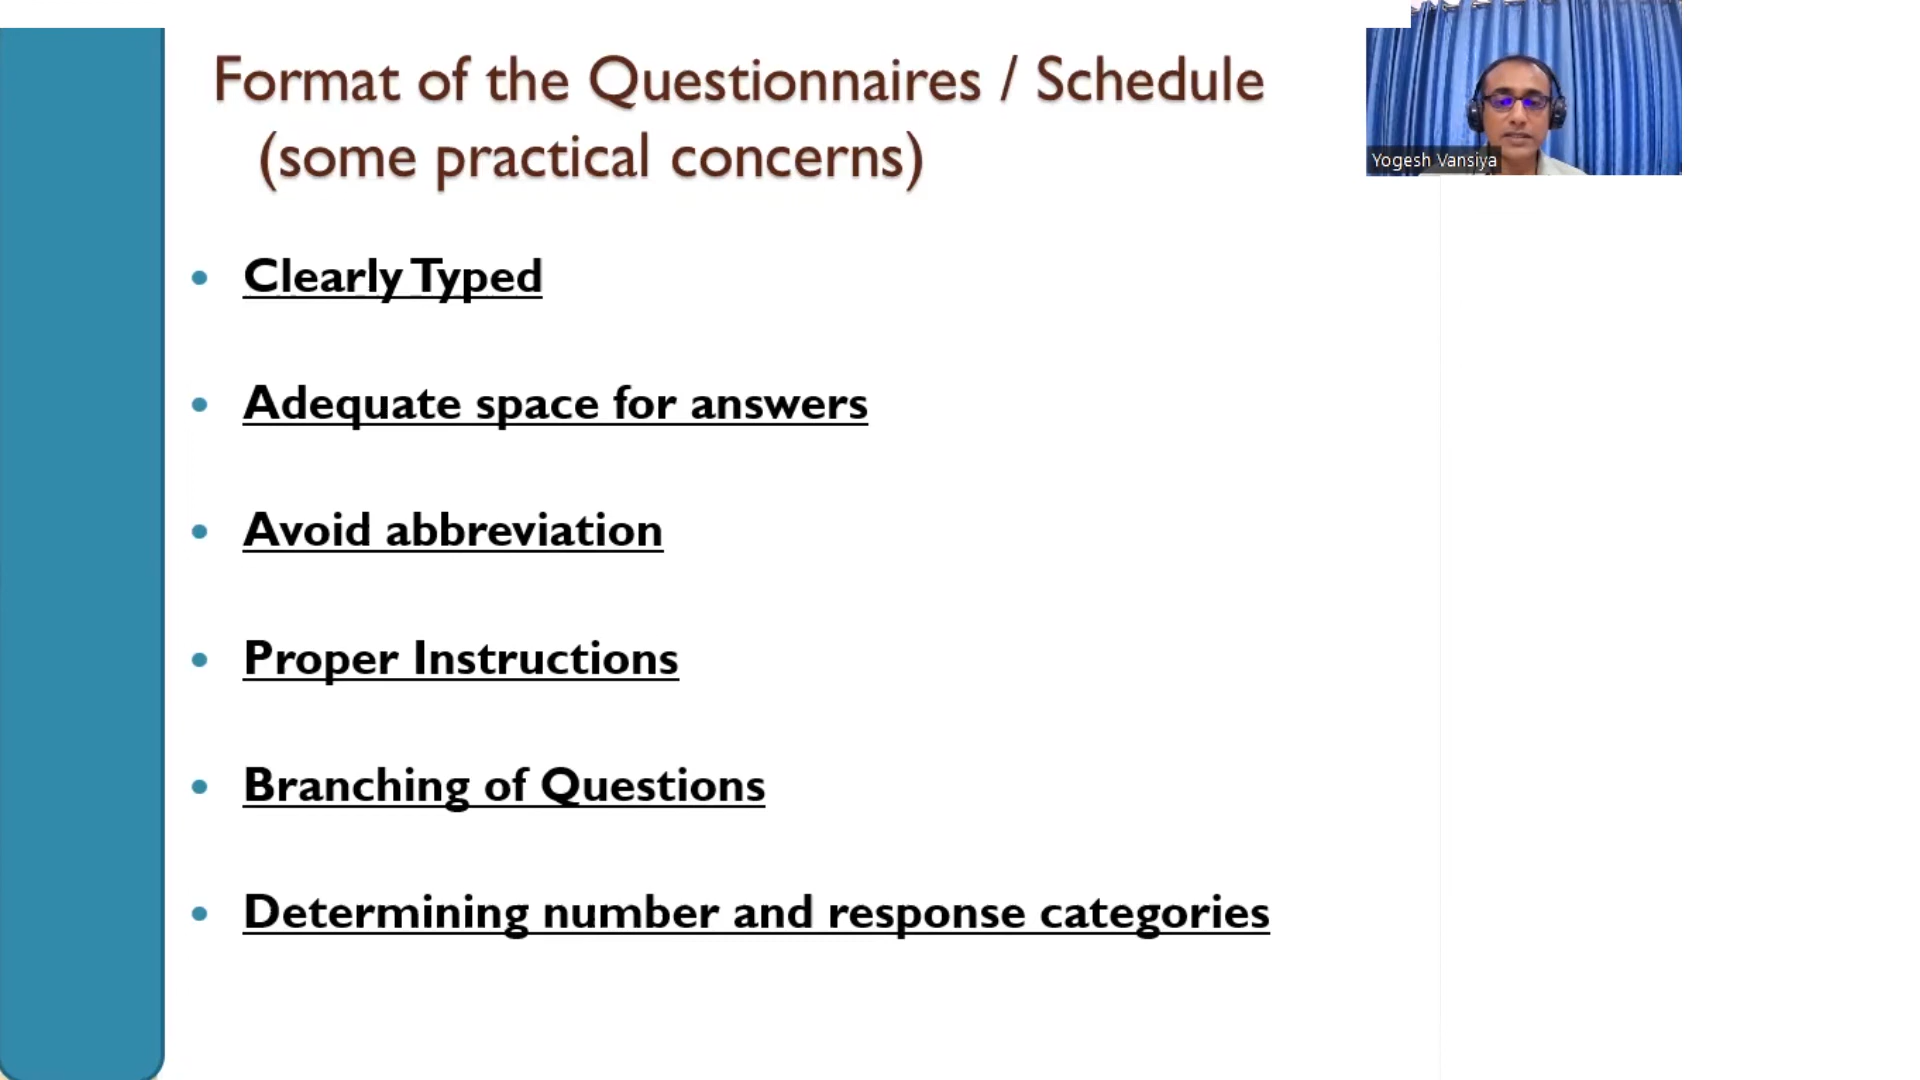 Format of the Questionnaires / Schedule
(some practical concerns)
Yogesh Vansiya
• Clearly Typed
• Adequate space for answers
• Avoid abbreviation
• Proper Instructions
• Branching of Questions
• Determining number and response categories